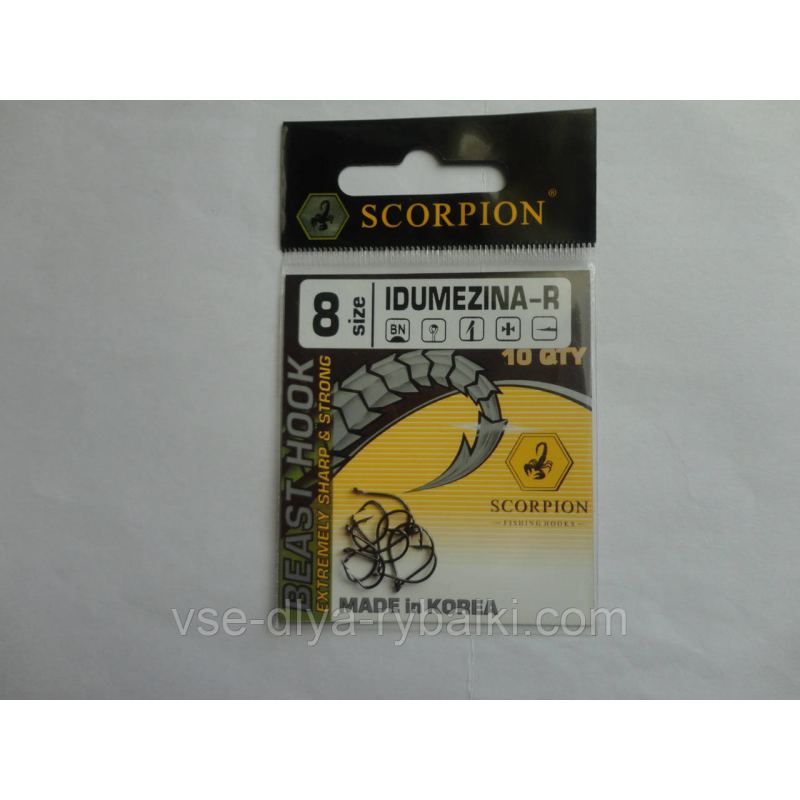 SCORPION®
8 size
IDUMEZINA-R
BN
10 QTY
BEAST HOOK
EXTREMELY SHARP & STRONG
SCORPION
FISHING HOOKS
MADE in KOREA
vse-dlya-rybalki.com